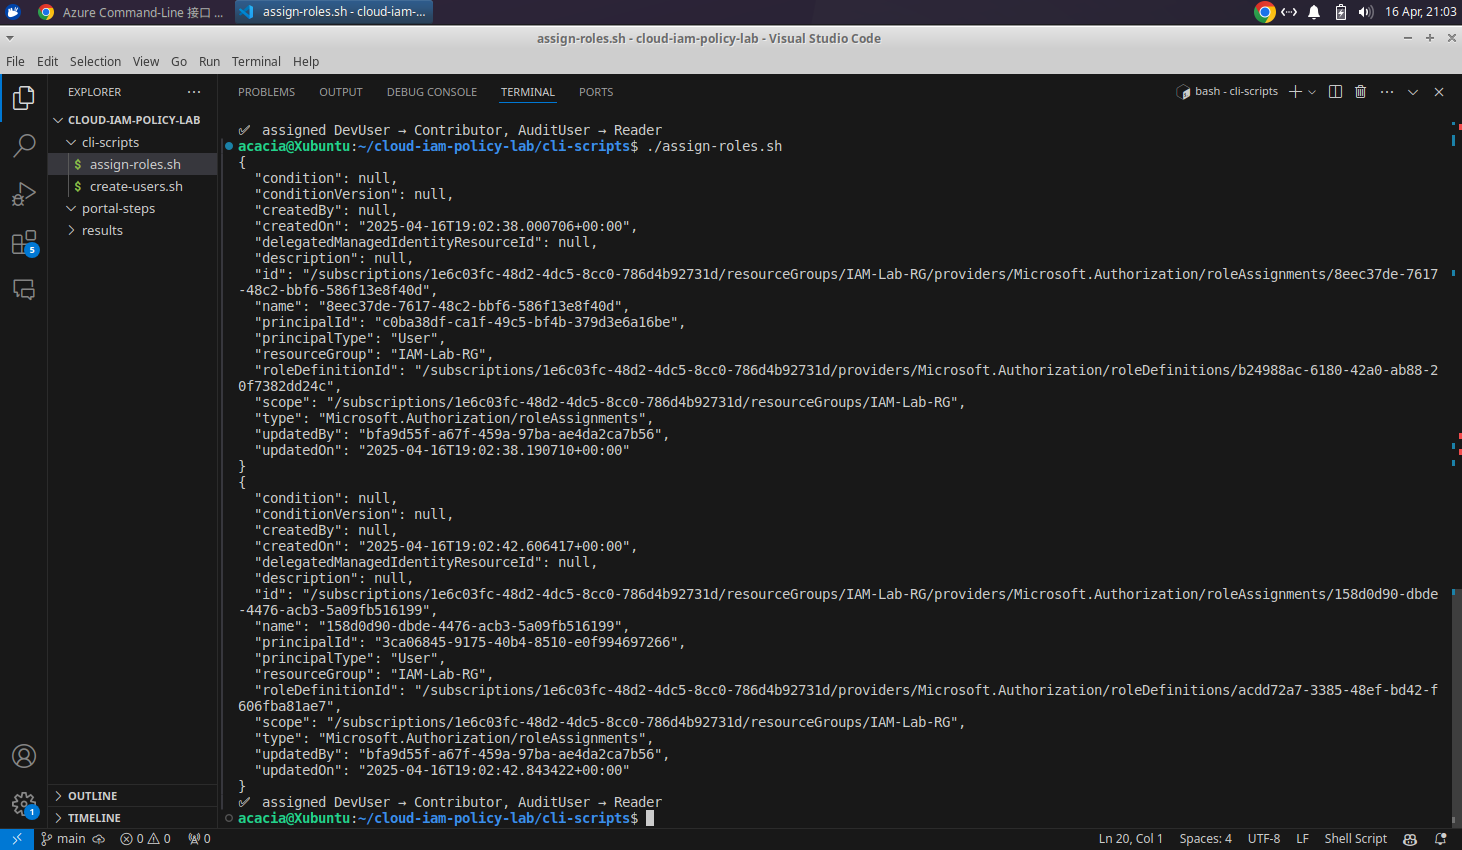 Azure Command-Line 接口 ...
assign-roles.sh - cloud-iam-...
16 Apr, 21:03
assign-roles.sh - cloud-iam-policy-lab - Visual Studio Code
File Edit Selection View Go Run Terminal Help
EXPLORER
PROBLEMS OUTPUT DEBUG CONSOLE TERMINAL PORTS
bash - cli-scripts
CLOUD-IAM-POLICY-LAB
cli-scripts
$ assign-roles.sh
$ create-users.sh
portal-steps
results
5
1
OUTLINE
TIMELINE
✓ assigned DevUser → Contributor, AuditUser → Reader
acacia@Xubuntu:~/cloud-iam-policy-lab/cli-scripts$ ./assign-roles.sh
{
"condition": null,
"conditionVersion": null,
"createdBy": null,
"createdOn": "2025-04-16T19:02:38.000706+00:00",
"delegatedManagedIdentityResourceId": null,
"description": null,
"id": "/subscriptions/1e6c03fc-48d2-4dc5-8cc0-786d4b92731d/resourceGroups/IAM-Lab-RG/providers/Microsoft.Authorization/roleAssignments/8eec37de-7617
-48c2-bbf6-586f13e8f40d",
"name": "8eec37de-7617-48c2-bbf6-586f13e8f40d",
"principalId": "c0ba38df-ca1f-49c5-bf4b-379d3e6a16be",
"principalType": "User",
"resourceGroup": "IAM-Lab-RG",
"roleDefinitionId": "/subscriptions/1e6c03fc-48d2-4dc5-8cc0-786d4b92731d/providers/Microsoft.Authorization/roleDefinitions/b24988ac-6180-42a0-ab88-2
0f7382dd24c",
"scope": "/subscriptions/1e6c03fc-48d2-4dc5-8cc0-786d4b92731d/resourceGroups/IAM-Lab-RG",
"type": "Microsoft.Authorization/roleAssignments",
"updatedBy": "bfa9d55f-a67f-459a-97ba-ae4da2ca7b56",
"updatedOn": "2025-04-16T19:02:38.190710+00:00"
}
{
"condition": null,
"conditionVersion": null,
"createdBy": null,
"createdOn": "2025-04-16T19:02:42.606417+00:00",
"delegatedManagedIdentityResourceId": null,
"description": null,
"id": "/subscriptions/1e6c03fc-48d2-4dc5-8cc0-786d4b92731d/resourceGroups/IAM-Lab-RG/providers/Microsoft.Authorization/roleAssignments/158d0d90-dbde
-4476-acb3-5a09fb516199",
"name": "158d0d90-dbde-4476-acb3-5a09fb516199",
"principalId": "3ca06845-9175-40b4-8510-e0f994697266",
"principalType": "User",
"resourceGroup": "IAM-Lab-RG",
"roleDefinitionId": "/subscriptions/1e6c03fc-48d2-4dc5-8cc0-786d4b92731d/providers/Microsoft.Authorization/roleDefinitions/acdd72a7-3385-48ef-bd42-f
606fba81ae7",
"scope": "/subscriptions/1e6c03fc-48d2-4dc5-8cc0-786d4b92731d/resourceGroups/IAM-Lab-RG",
"type": "Microsoft.Authorization/roleAssignments",
"updatedBy": "bfa9d55f-a67f-459a-97ba-ae4da2ca7b56",
"updatedOn": "2025-04-16T19:02:42.843422+00:00"
}
✓ assigned DevUser → Contributor, AuditUser → Reader
acacia@Xubuntu:~/cloud-iam-policy-lab/cli-scripts$
main 0 0 0
Ln 20, Col 1 Spaces: 4 UTF-8 LF Shell Script